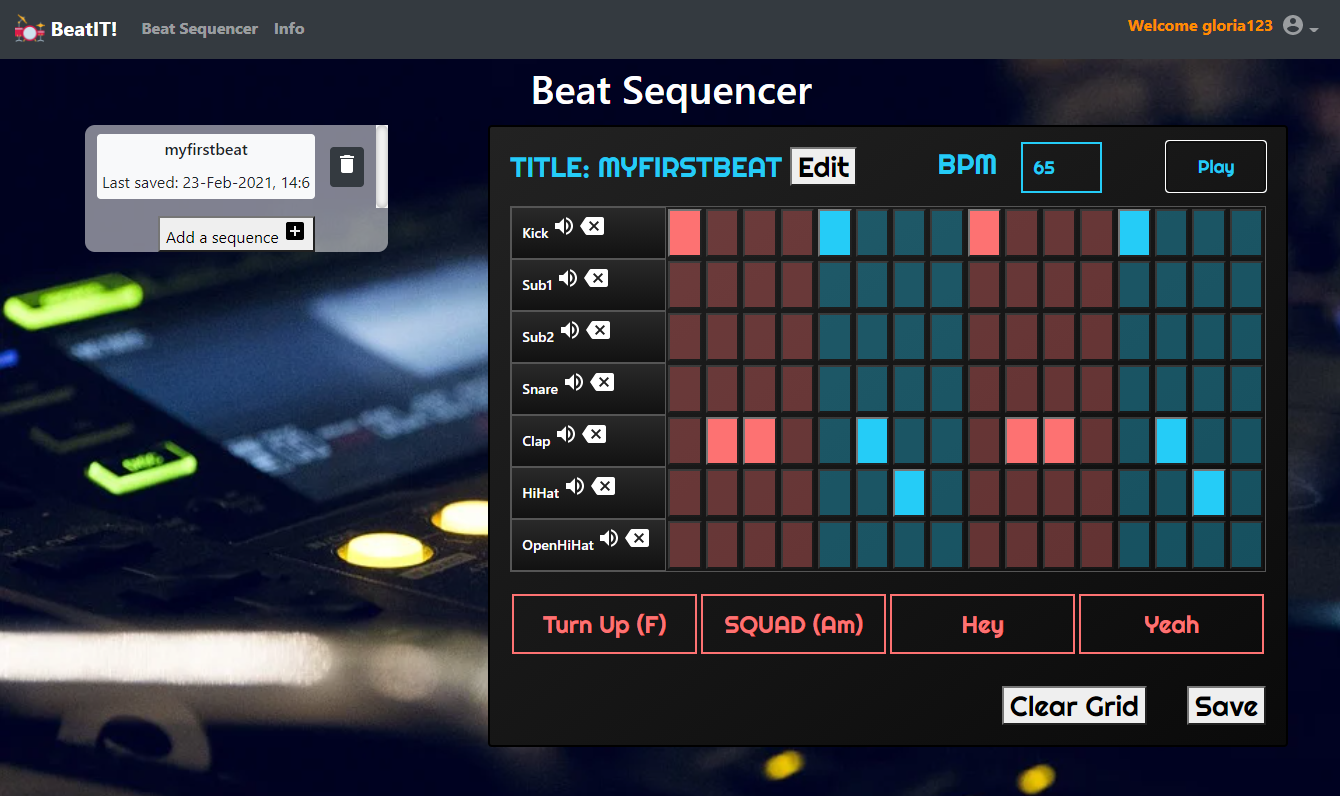 BeatIT! Beat Sequencer Info Welcome gloria123
Beat Sequencer
myfirstbeat
Last saved: 23-Feb-2021, 14:6
Add a sequence
TITLE: MYFIRSTBEAT Edit BPM 65 Play
Kick
Sub1
Sub2
Snare
Clap
HiHat
OpenHiHat
Turn Up (F) SQUAD (Am) Hey Yeah
Clear Grid Save